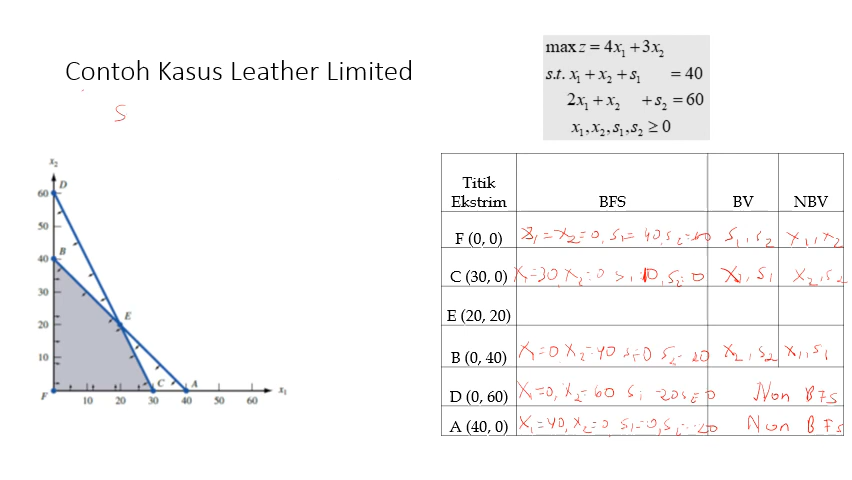 Contoh Kasus Leather Limited
S
max z = 4x₁ + 3x₂
s.t. x₁ + x₂ + s₁ = 40
2x₁ + x₂ + s₂ = 60
x₁, x₂, s₁, s₂ ≥ 0
x₂
60
D
50
40
B
30
20
E
10
C
A
F
10 20 30 40 50 60
x₁
Titik Ekstrim BFS BV NBV
F (0, 0) x₁ = x₂ = 0, s₁ = 40, s₂ = 60 s₁, s₂ x₁, x₂
C (30, 0) x₁ = 30, x₂ = 0 s₁ = 10, s₂ = 0 x₁, s₁ x₂, s₂
E (20, 20)
B (0, 40) x₁ = 0 x₂ = 40 s₁ = 0 s₂ = 20 x₂, s₂ x₁, s₁
D (0, 60) x₁ = 0, x₂ = 60 s₁ -20 s₂ = 0 Non BFS
A (40, 0) x₁ = 40, x₂ = 0 s₁ = 0, s₂ = -20 Non BFS